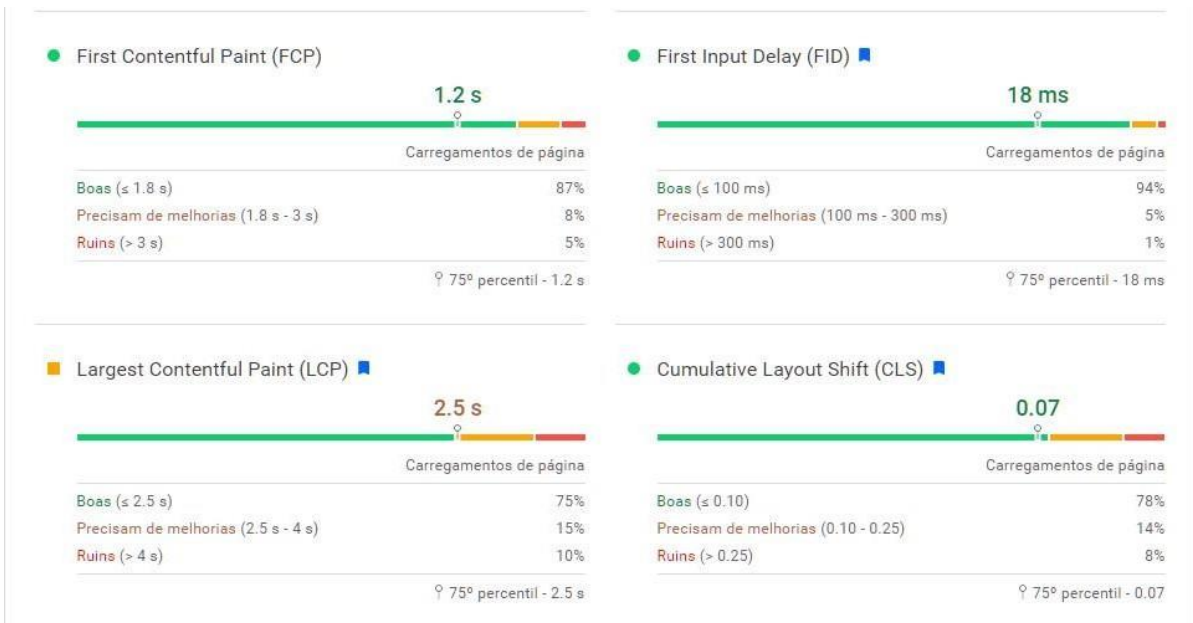 First Contentful Paint (FCP)
1.2 s
Carregamentos de página
Boas (≤ 1.8 s) 87%
Precisam de melhorias (1.8 s - 3 s) 8%
Ruins (> 3 s) 5%
75º percentil - 1.2 s
First Input Delay (FID)
18 ms
Carregamentos de página
Boas (≤ 100 ms) 94%
Precisam de melhorias (100 ms - 300 ms) 5%
Ruins (> 300 ms) 1%
75º percentil - 18 ms
Largest Contentful Paint (LCP)
2.5 s
Carregamentos de página
Boas (≤ 2.5 s) 75%
Precisam de melhorias (2.5 s - 4 s) 15%
Ruins (> 4 s) 10%
75º percentil - 2.5 s
Cumulative Layout Shift (CLS)
0.07
Carregamentos de página
Boas (≤ 0.10) 78%
Precisam de melhorias (0.10 - 0.25) 14%
Ruins (> 0.25) 8%
75º percentil - 0.07